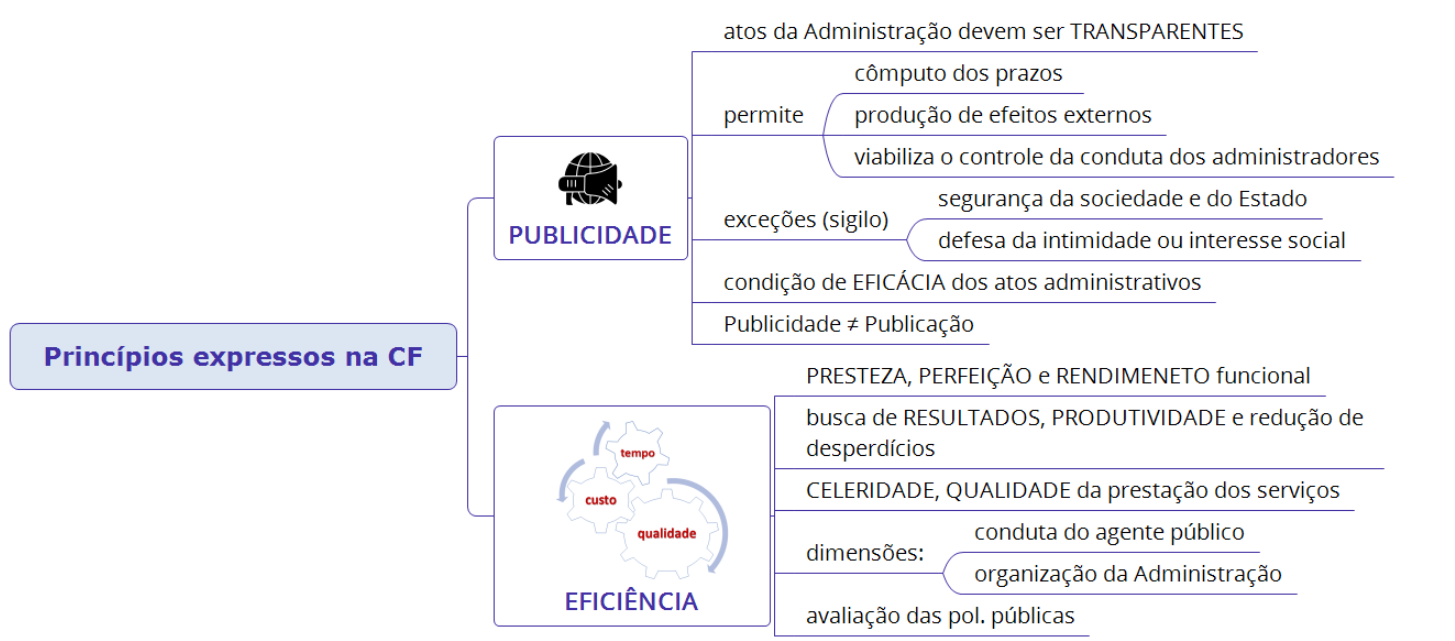 Princípios expressos na CF
PUBLICIDADE
atos da Administração devem ser TRANSPARENTES
permite
cômputo dos prazos
produção de efeitos externos
viabiliza o controle da conduta dos administradores
exceções (sigilo)
segurança da sociedade e do Estado
defesa da intimidade ou interesse social
condição de EFICÁCIA dos atos administrativos
Publicidade ≠ Publicação
tempo
custo
qualidade
EFICIÊNCIA
PRESTEZA, PERFEIÇÃO e RENDIMENETO funcional
busca de RESULTADOS, PRODUTIVIDADE e redução de
desperdícios
CELERIDADE, QUALIDADE da prestação dos serviços
dimensões:
conduta do agente público
organização da Administração
avaliação das pol. públicas